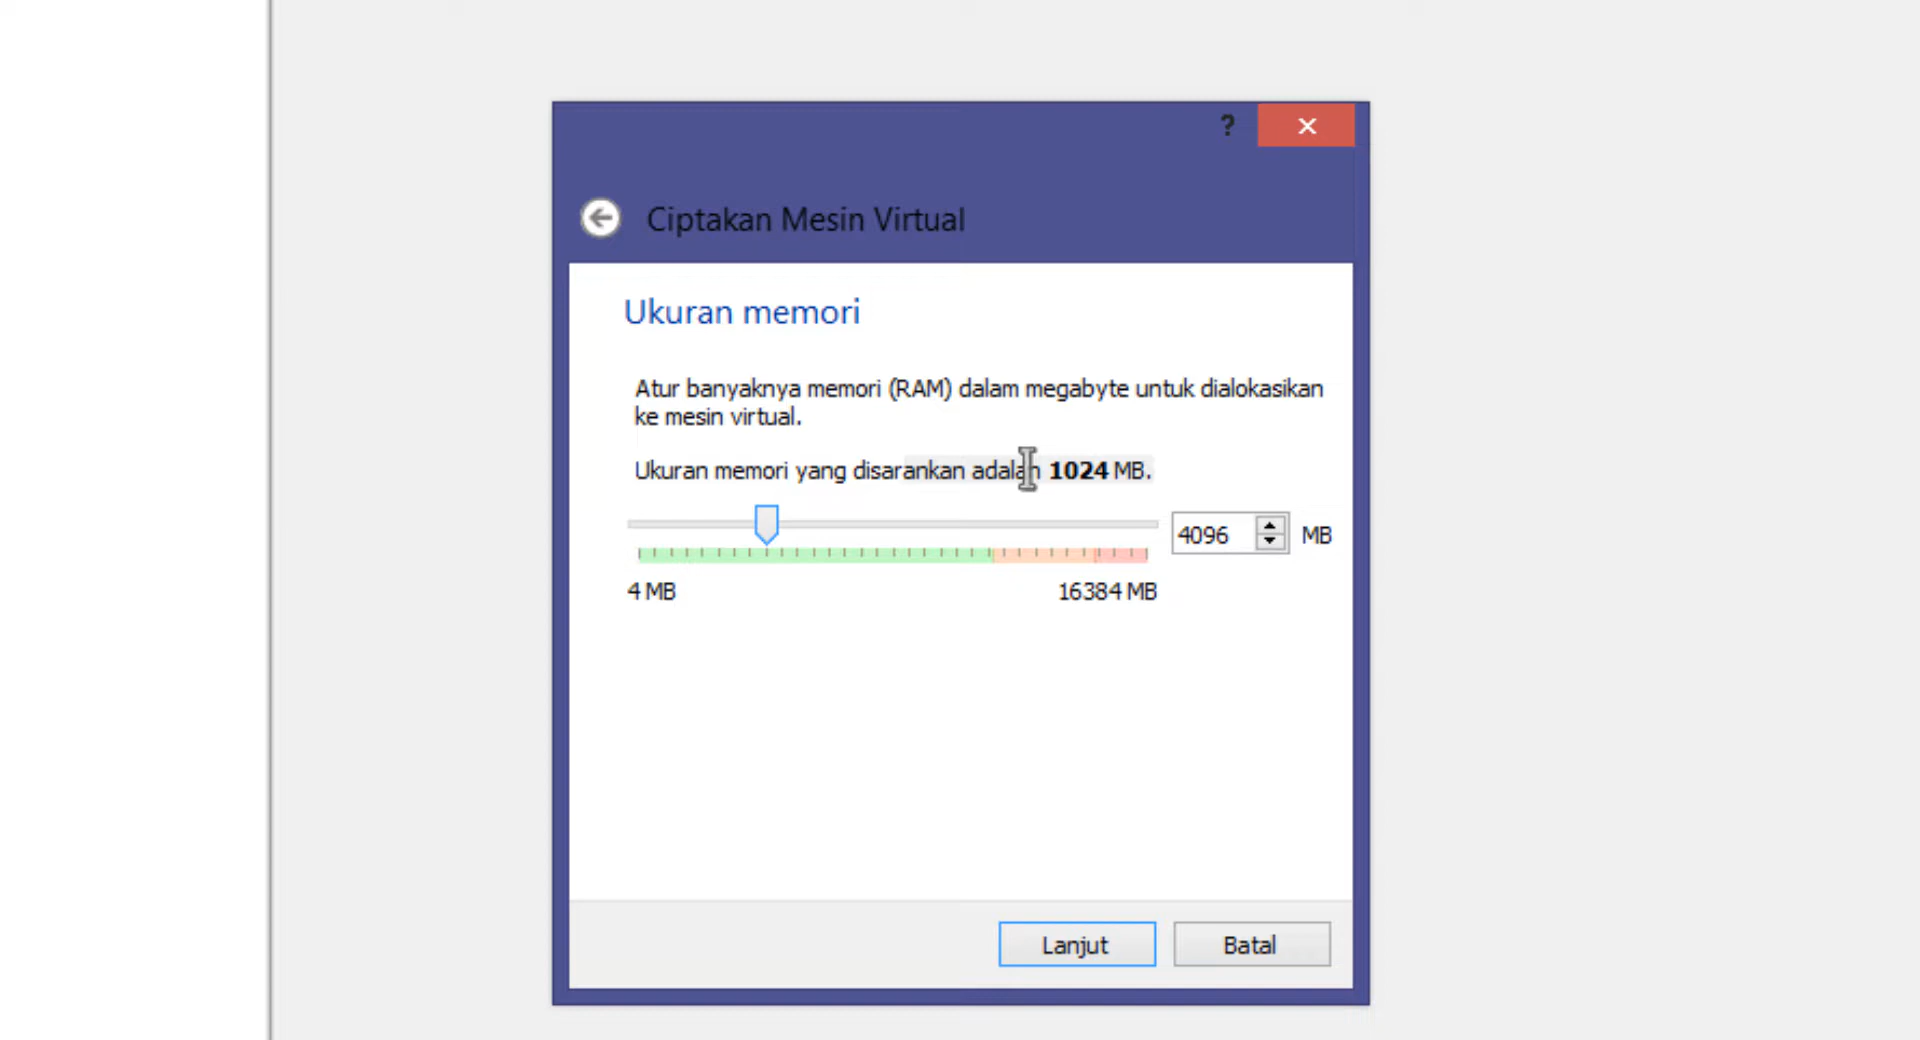 ?
Ciptakan Mesin Virtual
Ukuran memori
Atur banyaknya memori (RAM) dalam megabyte untuk dialokasikan
ke mesin virtual.
Ukuran memori yang disarankan adalah 1024 MB.
4096 MB
4 MB 16384 MB
Lanjut Batal